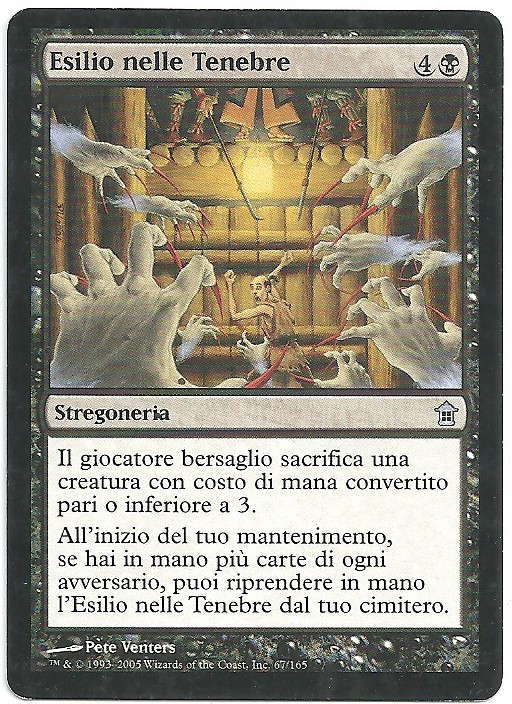 Esilio nelle Tenebre 4
Stregoneria
Il giocatore bersaglio sacrifica una
creatura con costo di mana convertito
pari o inferiore a 3.
All'inizio del tuo mantenimento,
se hai in mano più carte di ogni
avversario, puoi riprendere in mano
l'Esilio nelle Tenebre dal tuo cimitero.
Pete Venters
™ & © 1993-2005 Wizards of the Coast, Inc. 67/165